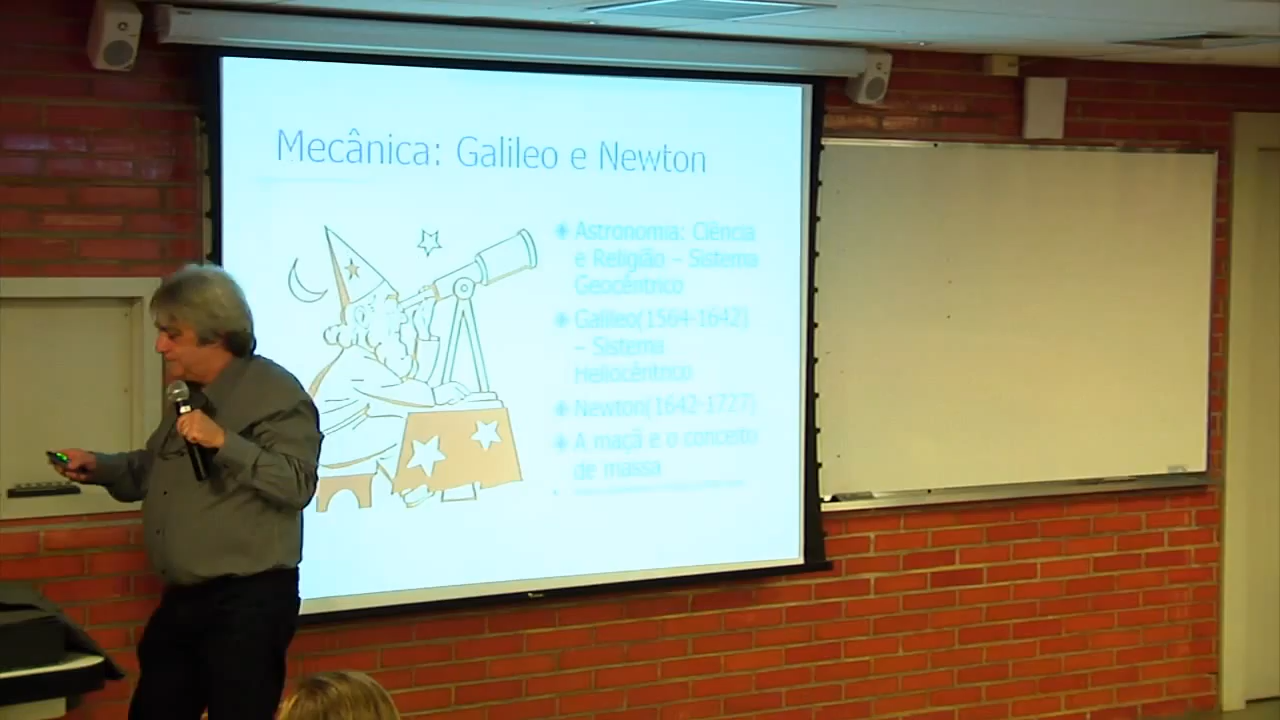 Mecânica: Galileo e Newton
Astronomia: Ciência
e Religião – Sistema
Geocêntrico
Galileo(1564-1642)
– Sistema
Heliocêntrico
Newton(1642-1727)
A maçã e o conceito
de massa